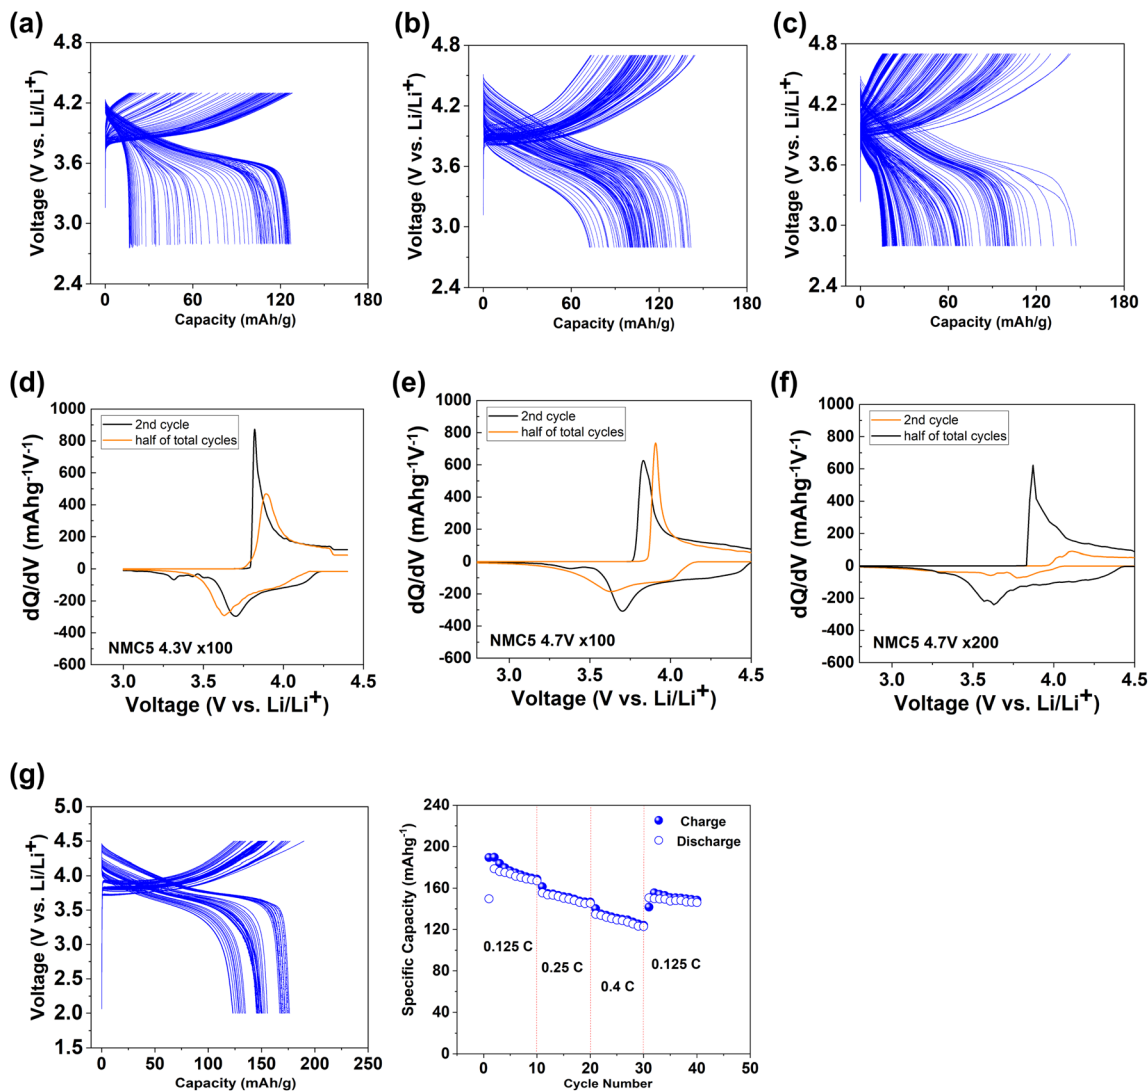 (a)
4.8
4.2
3.6
3.0
2.4
Voltage (V vs. Li/Li+)
0 60 120 180
Capacity (mAh/g)
(b)
4.8
4.2
3.6
3.0
2.4
Voltage (V vs. Li/Li+)
0 60 120 180
Capacity (mAh/g)
(c)
4.8
4.2
3.6
3.0
2.4
Voltage (V vs. Li/Li+)
0 60 120 180
Capacity (mAh/g)
(d)
1000
800
600
400
200
0
-200
-400
-600
dQ/dV (mAhg-1V-1)
2nd cycle
half of total cycles
NMC5 4.3V x100
3.0 3.5 4.0 4.5
Voltage (V vs. Li/Li+)
(e)
1000
800
600
400
200
0
-200
-400
-600
dQ/dV (mAhg-1V-1)
2nd cycle
half of total cycles
NMC5 4.7V x100
3.0 3.5 4.0 4.5
Voltage (V vs. Li/Li+)
(f)
1000
800
600
400
200
0
-200
-400
-600
dQ/dV (mAhg-1V-1)
2nd cycle
half of total cycles
NMC5 4.7V x200
3.0 3.5 4.0 4.5
Voltage (V vs. Li/Li+)
(g)
5.0
4.5
4.0
3.5
3.0
2.5
2.0
1.5
Voltage (V vs. Li/Li+)
0 50 100 150 200 250
Capacity (mAh/g)
240
200
160
120
80
40
0
Specific Capacity (mAhg-1)
Charge
Discharge
0.125 C
0.25 C
0.4 C
0.125 C
0 10 20 30 40 50
Cycle Number